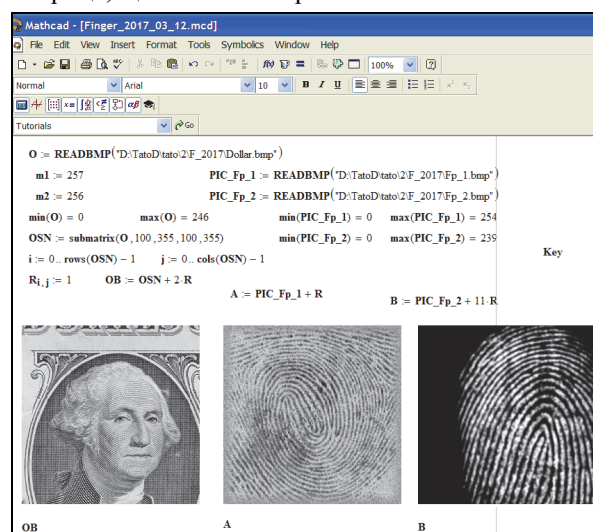 Mathcad - [Finger_2017_03_12.mcd]
File Edit View Insert Format Tools Symbolics Window Help
100%
Normal Arial 10 B I U
Tutorials Go
O := READBMP("D:\TatoD\tato\2\F_2017\Dollar.bmp")
m1 := 257 PIC_Fp_1 := READBMP("D:\TatoD\tato\2\F_2017\Fp_1.bmp")
m2 := 256 PIC_Fp_2 := READBMP("D:\TatoD\tato\2\F_2017\Fp_2.bmp")
min(O) = 0 max(O) = 246 min(PIC_Fp_1) = 0 max(PIC_Fp_1) = 254
OSN := submatrix(O,100,355,100,355) min(PIC_Fp_2) = 0 max(PIC_Fp_2) = 239
Key
i := 0.. rows(OSN) − 1 j := 0.. cols(OSN) − 1
R i, j := 1 OB := OSN + 2·R
A := PIC_Fp_1 + R B := PIC_Fp_2 + 11·R
OB A B